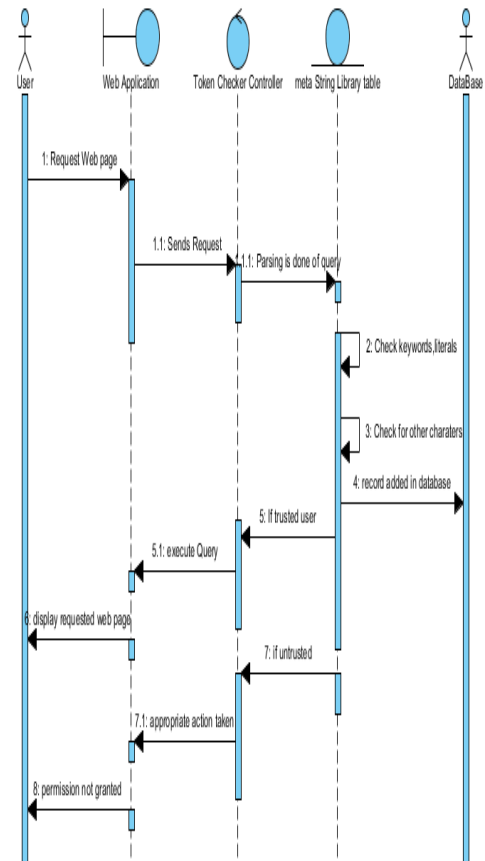 User
Web Application
Token Checker Controller
meta String Library table
DataBase
1: Request Web page
1.1: Sends Request
1.1.1: Parsing is done of query
2: Check keywords,literals
3: Check for other charaters
4: record added in database
5: If trusted user
5.1: execute Query
6: display requested web page
7: if untrusted
7.1: appropriate action taken
8: permission not granted